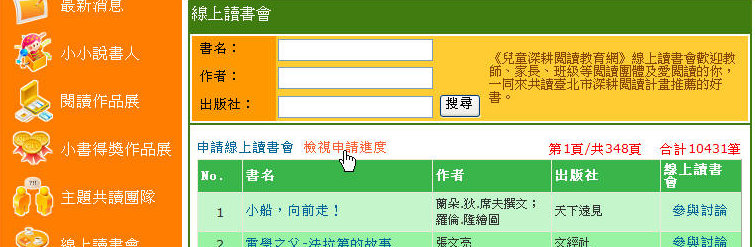 最新消息
小小說書人
閱讀作品展
小書得獎作品展
主題共讀團隊
線上讀書會
線上讀書會
書名：
作者：
出版社：
搜尋
《兒童深耕閱讀教育網》線上讀書會歡迎教
師、家長、班級等閱讀團體及愛閱讀的你，
一同來共讀臺北市深耕閱讀計畫推薦的好
書。
申請線上讀書會 檢視申請進度 第1頁/共348頁 合計10431筆
No. 書名 作者 出版社 線上讀書
會
1 小船，向前走！ 蘭朵.狄.席夫撰文；
羅倫.隆繪圖 天下遠見 參與討論
2 電學之父-法拉第的故事 張文亮 文經社 參與討論